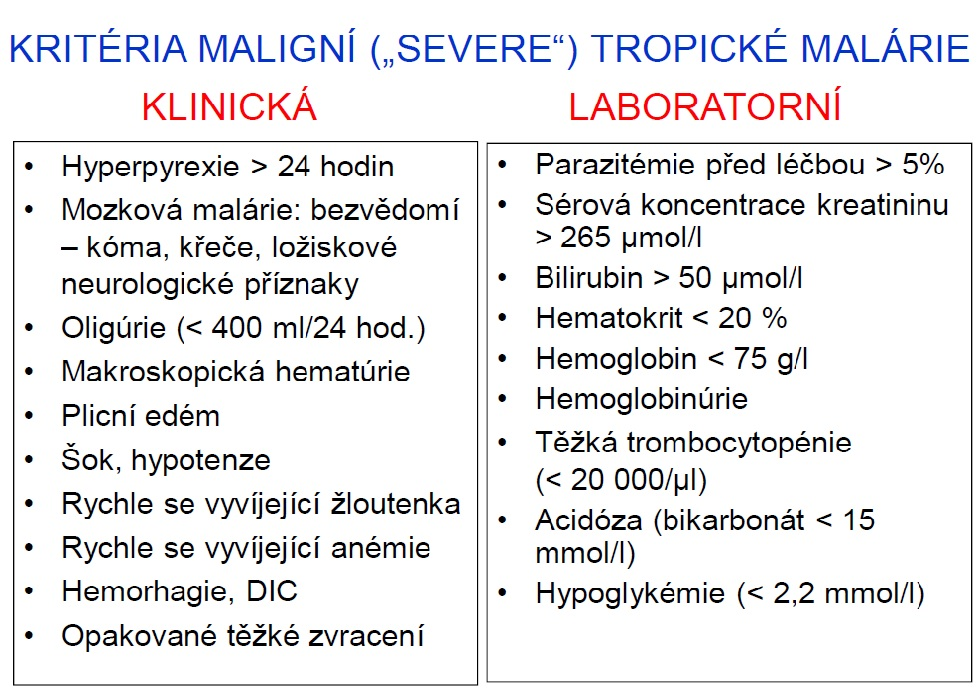 KRITÉRIA MALIGNÍ („SEVERE“) TROPICKÉ MALÁRIE
KLINICKÁ
• Hyperpyrexie > 24 hodin
• Mozková malárie: bezvědomí
– kóma, křeče, ložiskové
neurologické příznaky
• Oligúrie (< 400 ml/24 hod.)
• Makroskopická hematúrie
• Plicní edém
• Šok, hypotenze
• Rychle se vyvíjející žloutenka
• Rychle se vyvíjející anémie
• Hemorhagie, DIC
• Opakované těžké zvracení
LABORATORNÍ
• Parazitémie před léčbou > 5%
• Sérová koncentrace kreatininu
> 265 μmol/l
• Bilirubin > 50 μmol/l
• Hematokrit < 20 %
• Hemoglobin < 75 g/l
• Hemoglobinúrie
• Těžká trombocytopénie
(< 20 000/μl)
• Acidóza (bikarbonát < 15
mmol/l)
• Hypoglykémie (< 2,2 mmol/l)